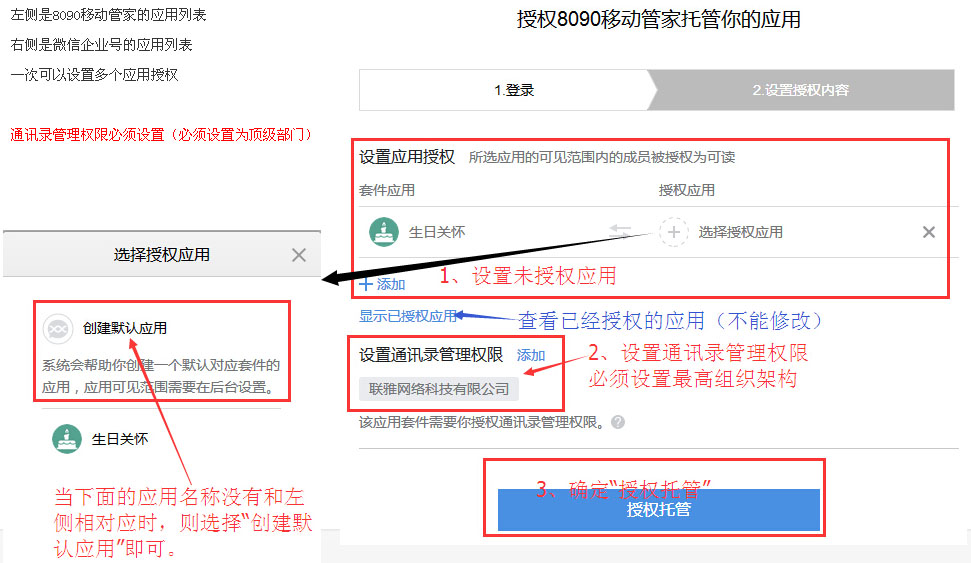 左侧是8090移动管家的应用列表
右侧是微信企业号的应用列表
一次可以设置多个应用授权
通讯录管理权限必须设置（必须设置为顶级部门）
授权8090移动管家托管你的应用
1.登录
2.设置授权内容
设置应用授权 所选应用的可见范围内的成员被授权为可读
套件应用 授权应用
生日关怀 选择授权应用
添加
1、设置未授权应用
显示已授权应用
查看已经授权的应用（不能修改）
设置通讯录管理权限 添加
联雅网络科技有限公司
2、设置通讯录管理权限
必须设置最高组织架构
该应用套件需要你授权通讯录管理权限。
3、确定“授权托管”
授权托管
选择授权应用
创建默认应用
系统会帮助你创建一个默认对应套件的
应用，应用可见范围需要在后台设置。
生日关怀
当下面的应用名称没有和左
侧相对应时，则选择“创建默
认应用”即可。